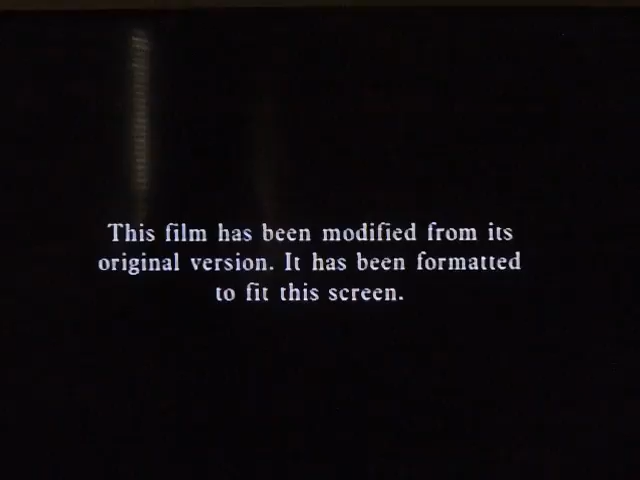 This film has been modified from its
original version. It has been formatted
to fit this screen.